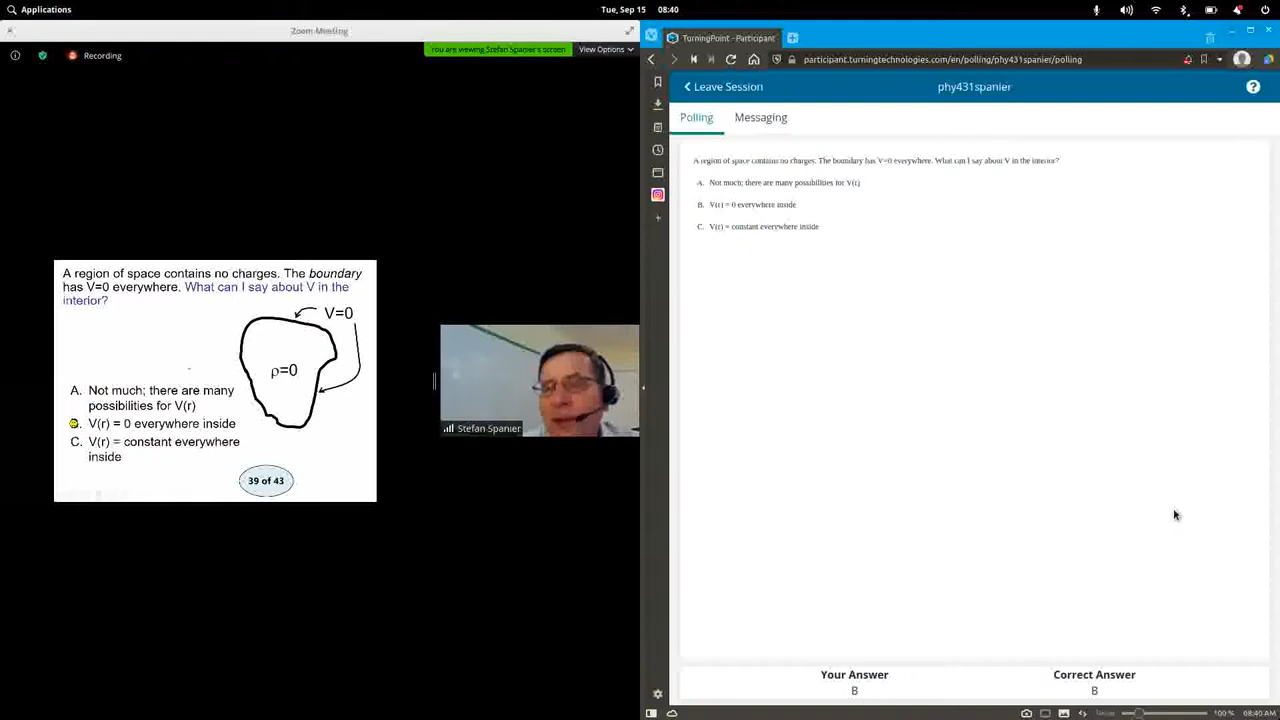 Applications
Tue, Sep 15 08:40
Zoom Meeting
Recording
You are viewing Stefan Spanier's screen
View Options
A region of space contains no charges. The boundary
has V=0 everywhere. What can I say about V in the
interior?
V=0
ρ=0
A. Not much; there are many
possibilities for V(r)
B. V(r) = 0 everywhere inside
C. V(r) = constant everywhere
inside
39 of 43
Stefan Spanier
TurningPoint - Participant
participant.turningtechnologies.com/en/polling/phy431spanier/polling
Leave Session
phy431spanier
?
Polling
Messaging
A region of space contains no charges. The boundary has V=0 everywhere. What can I say about V in the interior?
A. Not much; there are many possibilities for V(r)
B. V(r) = 0 everywhere inside
C. V(r) = constant everywhere inside
Your Answer
B
Correct Answer
B
Reset
100 %
08:40 AM